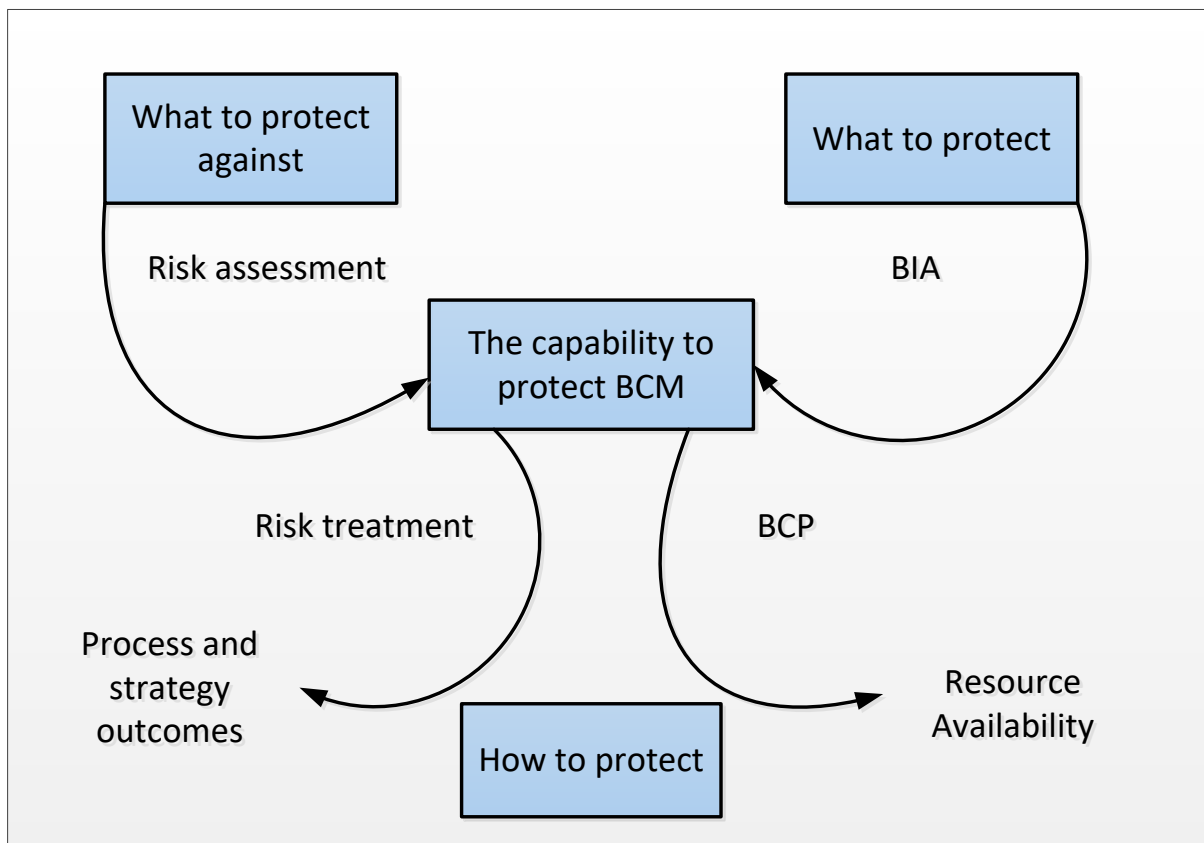 What to protect
against
What to protect
Risk assessment
BIA
The capability to
protect BCM
Risk treatment
BCP
Process and
strategy
outcomes
Resource
Availability
How to protect